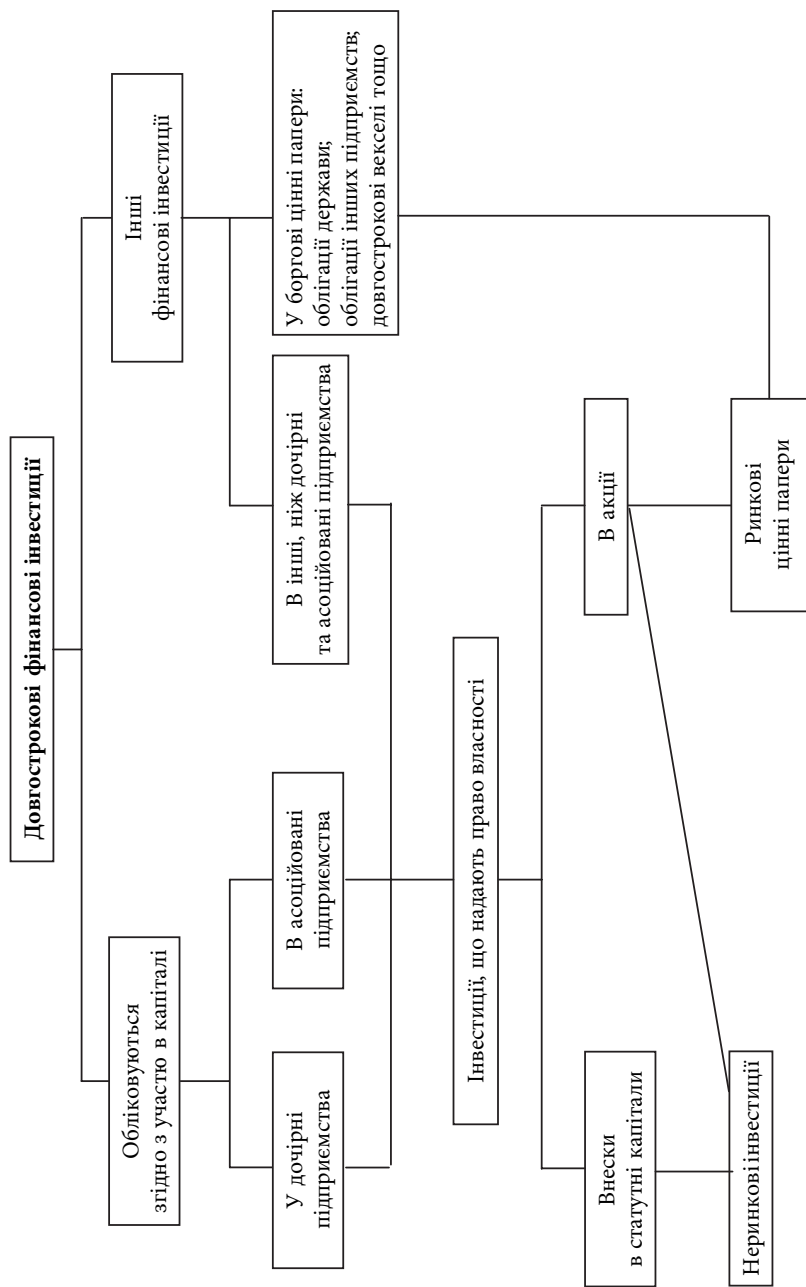 Довгострокові фінансові інвестиції
Обліковуються
згідно з участю в капіталі
Інші
фінансові інвестиції
У дочірні
підприємства
В асоційовані
підприємства
В інші, ніж дочірні
та асоційовані підприємства
У боргові цінні папери:
облігації держави;
облігації інших підприємств;
довгострокові векселі тощо
Інвестиції, що надають право власності
Внески
в статутні капітали
В акції
Неринковіінвестиції
Ринкові
цінні папери